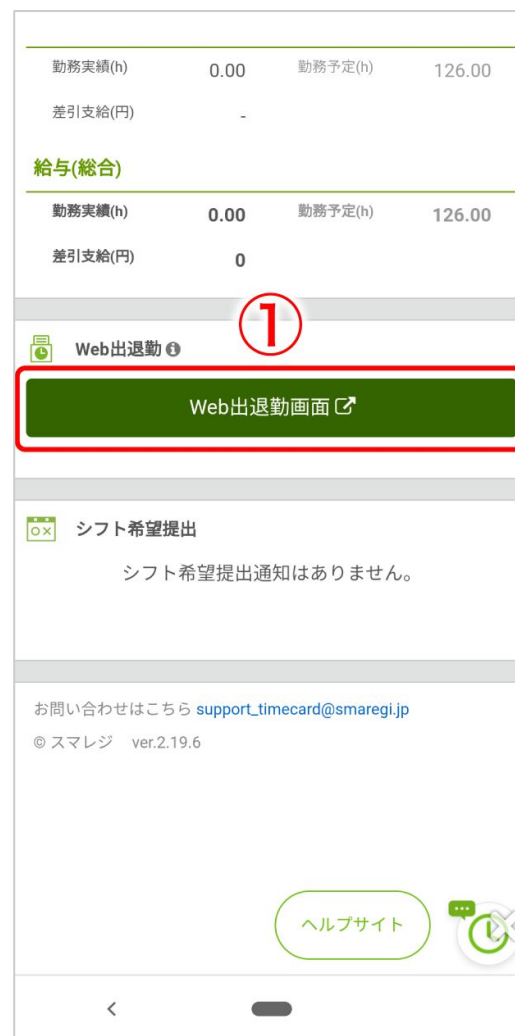 勤務実績(h) 0.00 勤務予定(h) 126.00
差引支給(円) -
給与(総合)
勤務実績(h) 0.00 勤務予定(h) 126.00
差引支給(円) 0
①
Web出退勤
Web出退勤画面
シフト希望提出
シフト希望提出通知はありません。
お問い合わせはこちら support_timecard@smaregi.jp
© スマレジ ver.2.19.6
ヘルプサイト